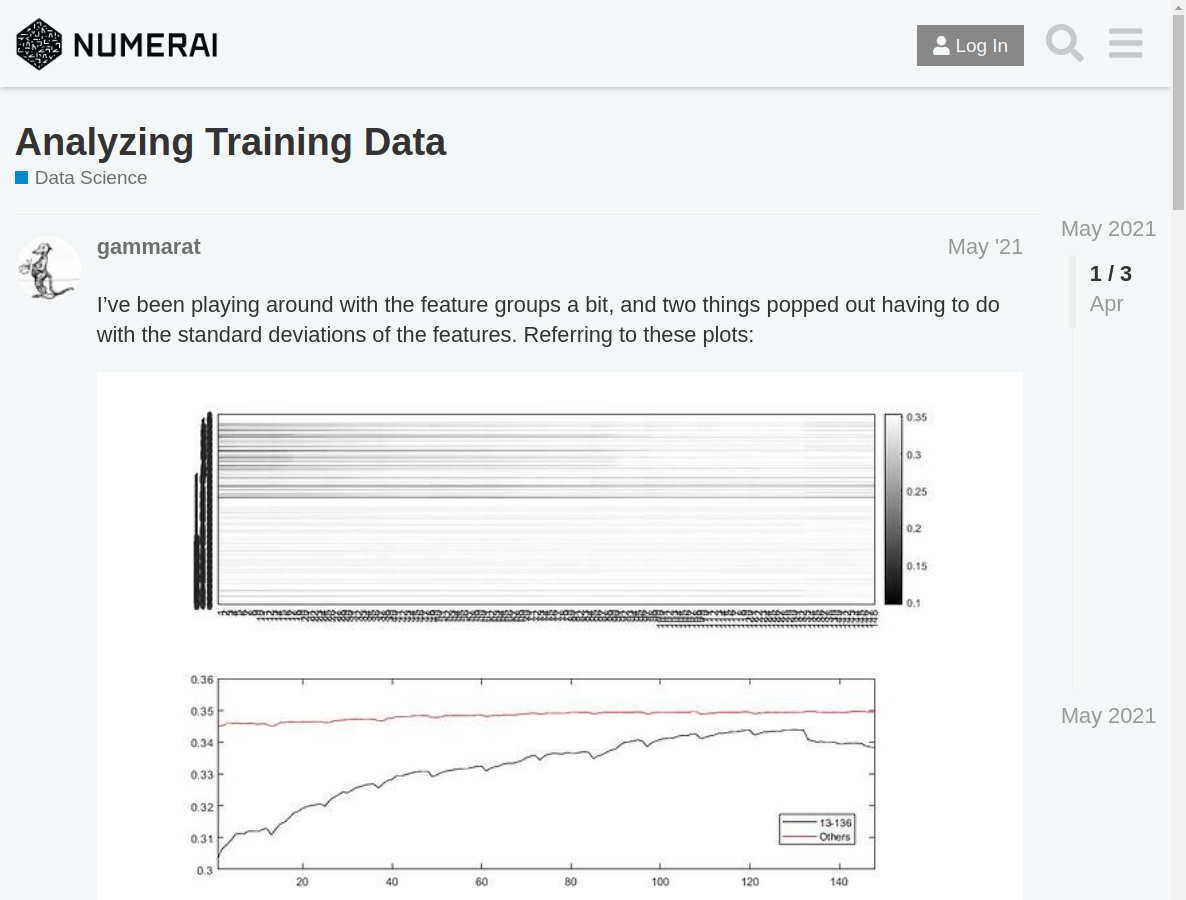 NUMERAI
Log In
Analyzing Training Data
Data Science
May 2021
gammarat
May '21
1 / 3
Apr
I’ve been playing around with the feature groups a bit, and two things popped out having to do
with the standard deviations of the features. Referring to these plots:
0.35
0.3
0.25
0.2
0.15
0.1
0.36
0.35
0.34
0.33
0.32
0.31
0.3
13-136
Others
20 40 60 80 100 120 140
May 2021